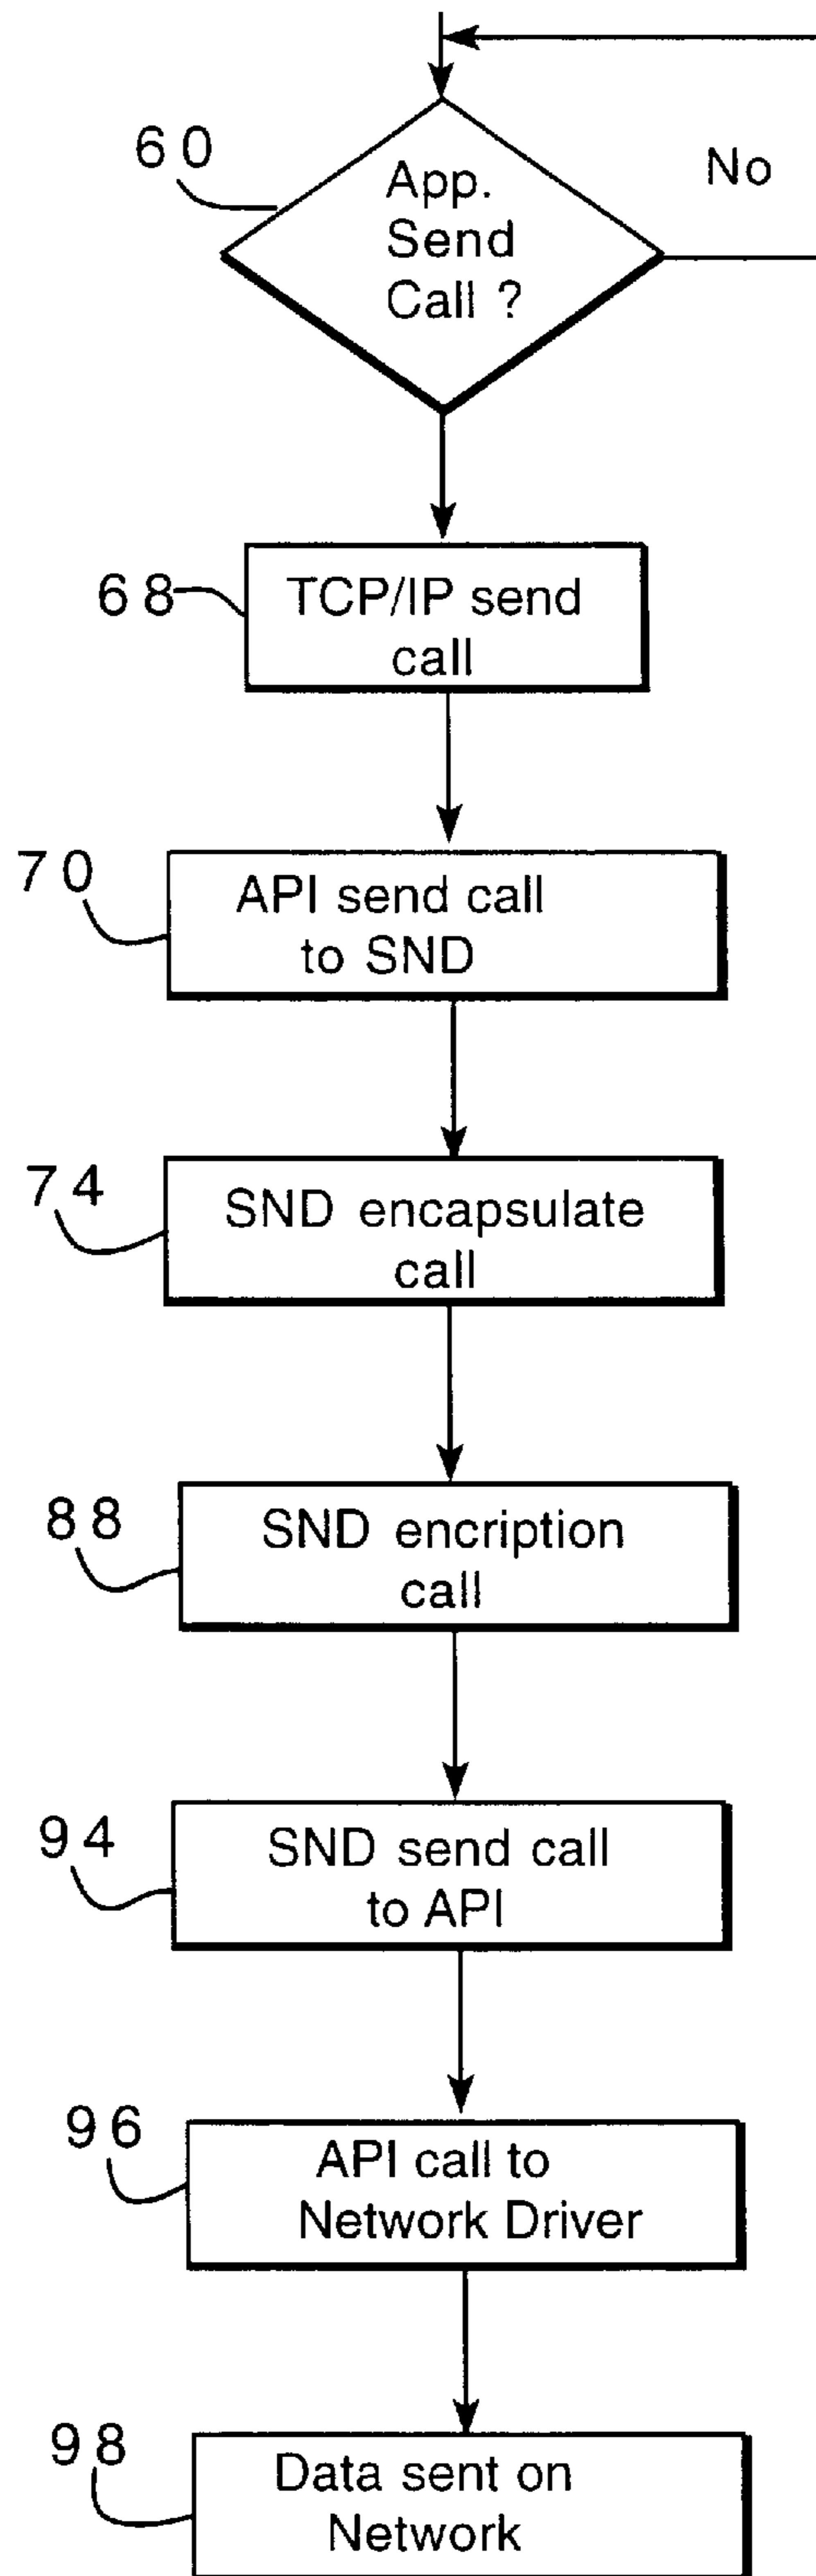 60
App.
Send
Call ?
No
68
TCP/IP send
call
70
API send call
to SND
74
SND encapsulate
call
88
SND encription
call
94
SND send call
to API
96
API call to
Network Driver
98
Data sent on
Network